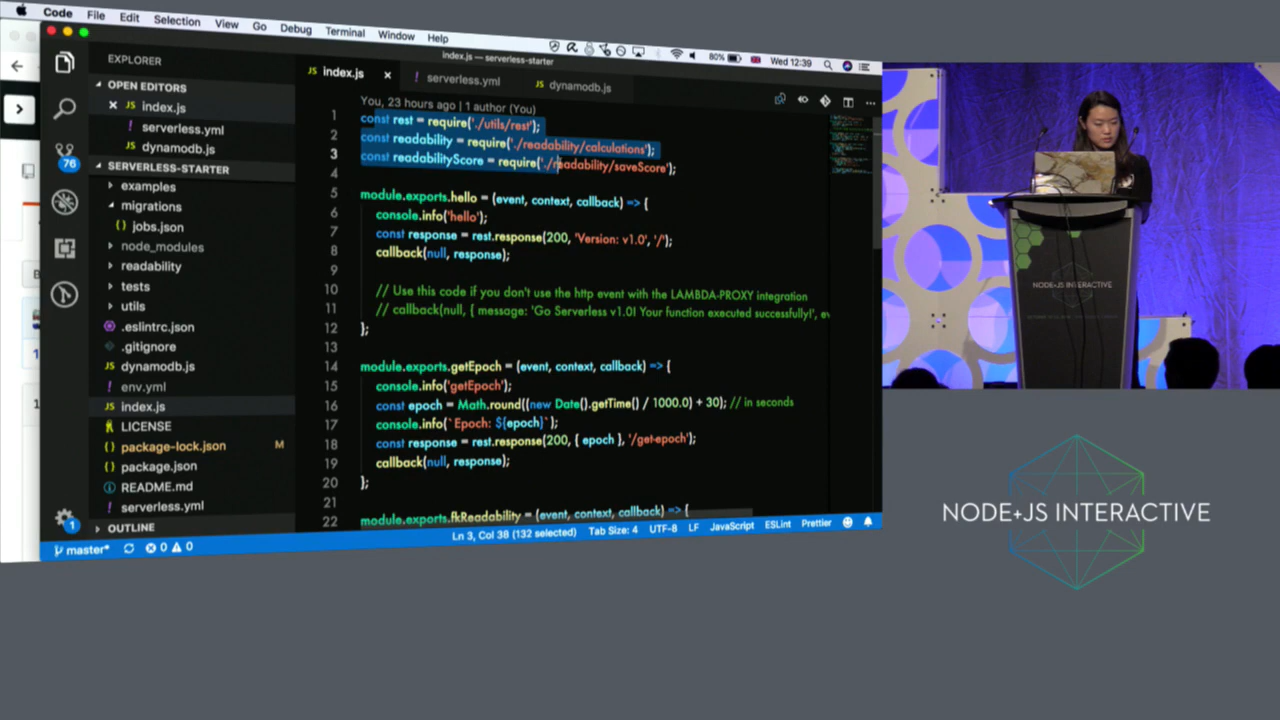 Code File Edit Selection View Go Debug Terminal Window Help
80% Wed 12:39
index.js — serverless-starter
EXPLORER
OPEN EDITORS
JS index.js
! serverless.yml
JS dynamodb.js
76
SERVERLESS-STARTER
examples
migrations
{} jobs.json
node_modules
readability
tests
utils
.eslintrc.json
.gitignore
JS dynamodb.js
! env.yml
JS index.js
LICENSE
{} package-lock.json M
{} package.json
README.md
! serverless.yml
OUTLINE
1
JS index.js × ! serverless.yml JS dynamodb.js
You, 23 hours ago | 1 author (You)
1 const rest = require('./utils/rest');
2 const readability = require('./readability/calculations');
3 const readabilityScore = require('./readability/saveScore');
4
5 module.exports.hello = (event, context, callback) => {
6 console.info('hello');
7 const response = rest.response(200, 'Version: v1.0', '/');
8 callback(null, response);
9
10 // Use this code if you don't use the http event with the LAMBDA-PROXY integration
11 // callback(null, { message: 'Go Serverless v1.0! Your function executed successfully!', ev
12 };
13
14 module.exports.getEpoch = (event, context, callback) => {
15 console.info('getEpoch');
16 const epoch = Math.round((new Date().getTime() / 1000.0) + 30); // in seconds
17 console.info(`Epoch: ${epoch}`);
18 const response = rest.response(200, { epoch }, '/get-epoch');
19 callback(null, response);
20 };
21
22 module.exports.fkReadability = (event, context, callback) => {
master* 0 0 Ln 3, Col 38 (132 selected) Tab Size: 4 UTF-8 LF JavaScript ESLint Prettier
NODE+JS INTERACTIVE
NODE+JS INTERACTIVE